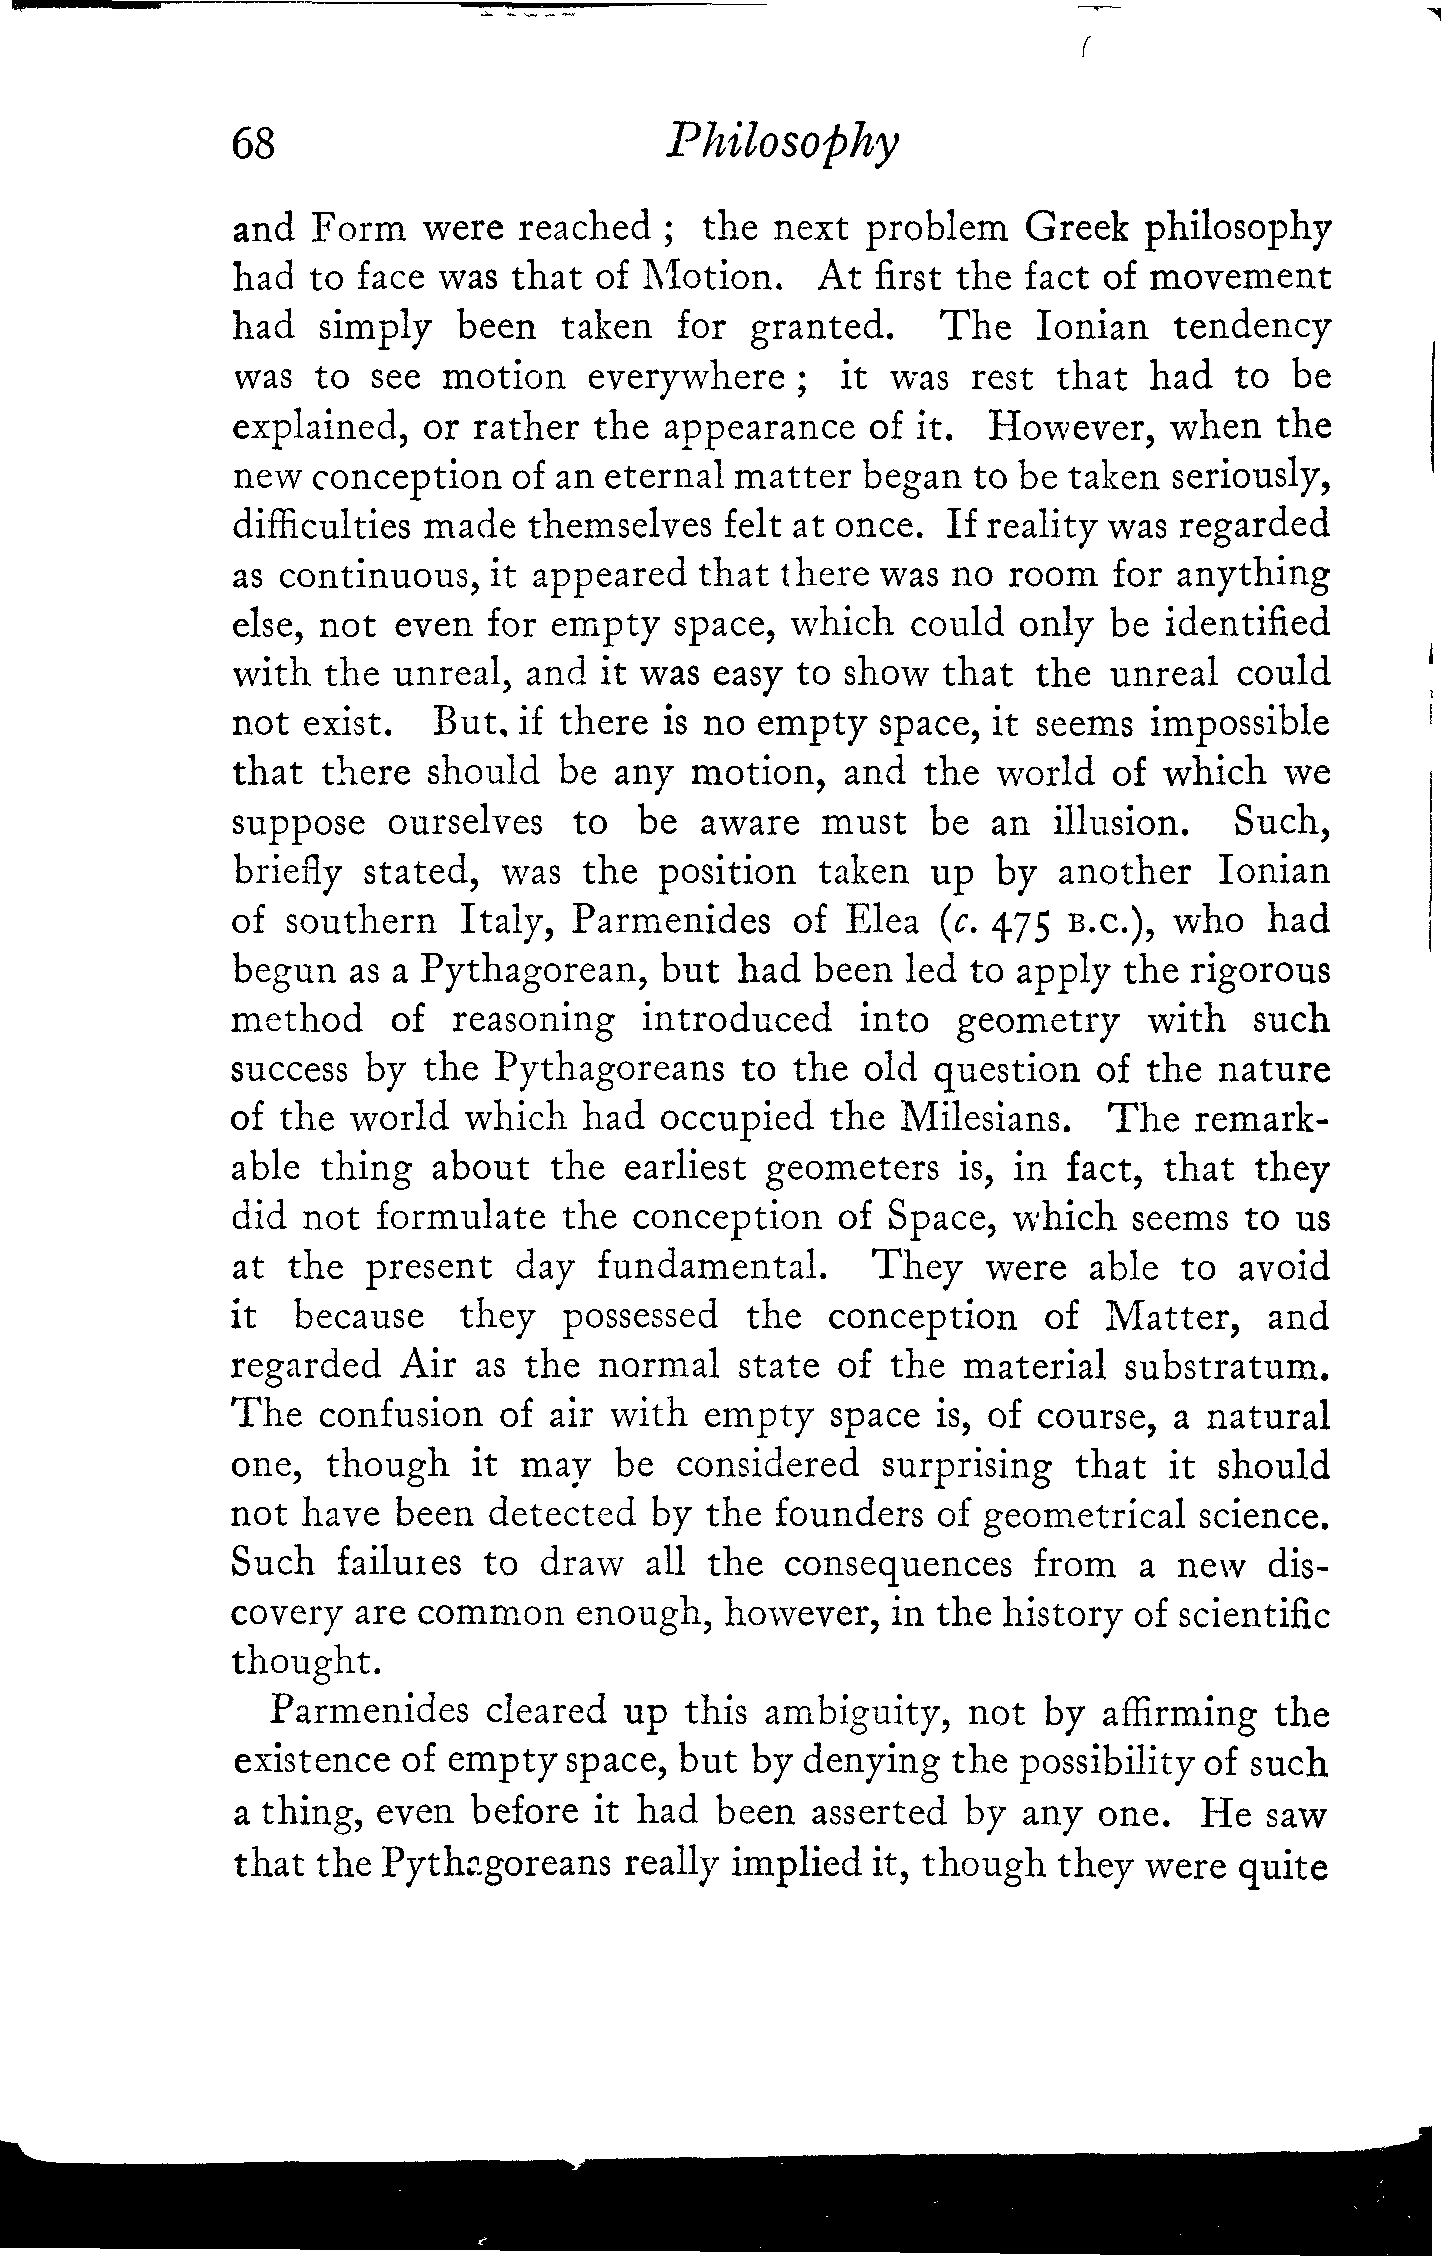 68 Philosophy
and Form were reached ; the next problem Greek philosophy
had to face was that of Motion. At first the fact of movement
had simply been taken for granted. The Ionian tendency
was to see motion everywhere ; it was rest that had to be
explained, or rather the appearance of it. However, when the
new conception of an eternal matter began to be taken seriously,
difficulties made themselves felt at once. If reality was regarded
as continuous, it appeared that there was no room for anything
else, not even for empty space, which could only be identified
with the unreal, and it was easy to show that the unreal could
not exist. But, if there is no empty space, it seems impossible
that there should be any motion, and the world of which we
suppose ourselves to be aware must be an illusion. Such,
briefly stated, was the position taken up by another Ionian
of southern Italy, Parmenides of Elea (c. 475 B.C.), who had
begun as a Pythagorean, but had been led to apply the rigorous
method of reasoning introduced into geometry with such
success by the Pythagoreans to the old question of the nature
of the world which had occupied the Milesians. The remark-
able thing about the earliest geometers is, in fact, that they
did not formulate the conception of Space, which seems to us
at the present day fundamental. They were able to avoid
it because they possessed the conception of Matter, and
regarded Air as the normal state of the material substratum.
The confusion of air with empty space is, of course, a natural
one, though it may be considered surprising that it should
not have been detected by the founders of geometrical science.
Such failures to draw all the consequences from a new dis-
covery are common enough, however, in the history of scientific
thought.
Parmenides cleared up this ambiguity, not by affirming the
existence of empty space, but by denying the possibility of such
a thing, even before it had been asserted by any one. He saw
that the Pythagoreans really implied it, though they were quite